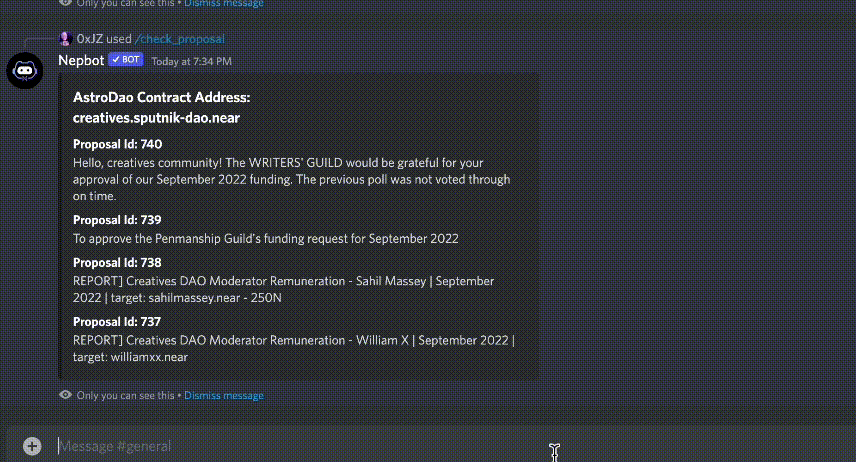 Only you can see this • Dismiss message
0xJZ used /check_proposal
Nepbot ✓ BOT Today at 7:34 PM
AstroDao Contract Address:
creatives.sputnik-dao.near
Proposal Id: 740
Hello, creatives community! The WRITERS' GUILD would be grateful for your
approval of our September 2022 funding. The previous poll was not voted through
on time.
Proposal Id: 739
To approve the Penmanship Guild's funding request for September 2022
Proposal Id: 738
REPORT] Creatives DAO Moderator Remuneration - Sahil Massey | September
2022 | target: sahilmassey.near - 250N
Proposal Id: 737
REPORT] Creatives DAO Moderator Remuneration - William X | September 2022 |
target: williamxx.near
Only you can see this • Dismiss message
Message #general